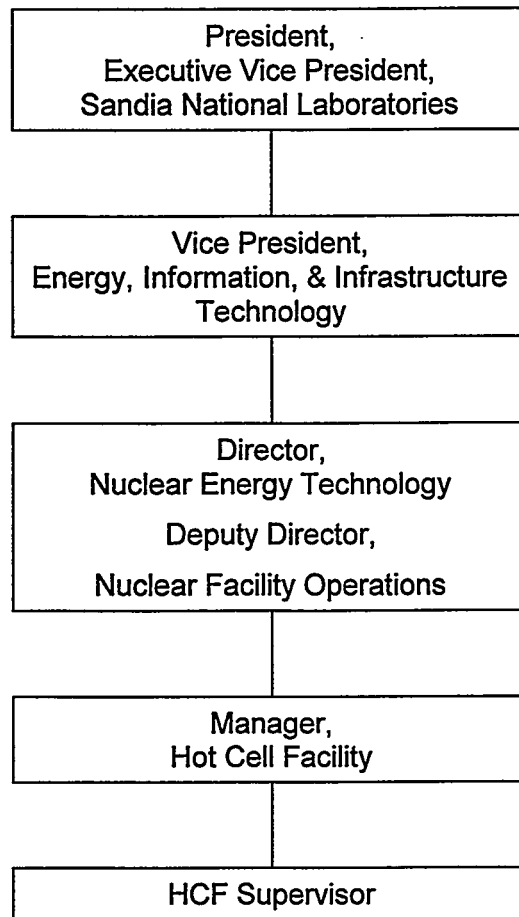 President,
Executive Vice President,
Sandia National Laboratories
Vice President,
Energy, Information, & Infrastructure
Technology
Director,
Nuclear Energy Technology
Deputy Director,
Nuclear Facility Operations
Manager,
Hot Cell Facility
HCF Supervisor